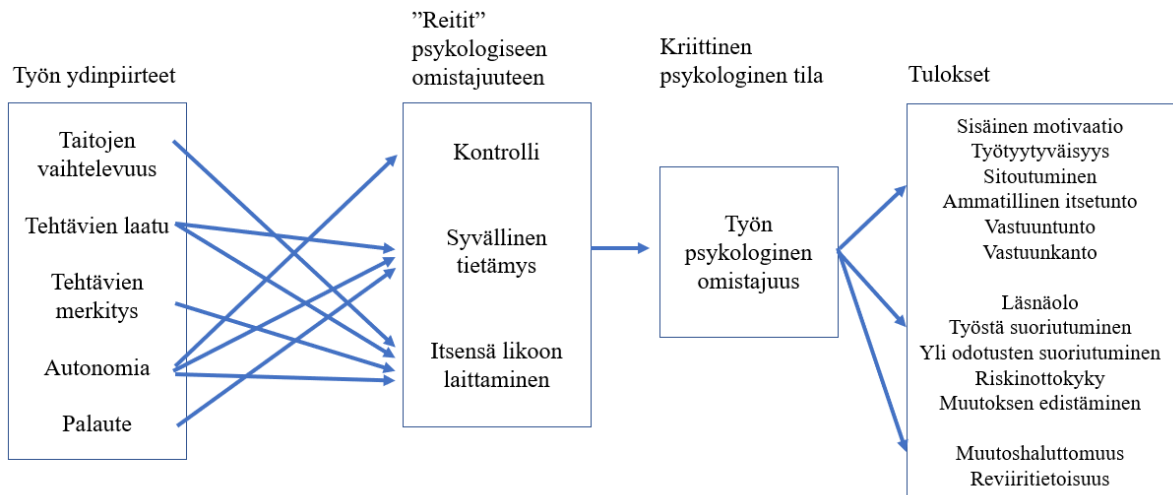 Työn ydinpiirteet
Taitojen
vaihtelevuus
Tehtävien laatu
Tehtävien
merkitys
Autonomia
Palaute
”Reitit”
psykologiseen
omistajuuteen
Kontrolli
Syvällinen
tietämys
Itsensä likoon
laittaminen
Kriittinen
psykologinen tila
Työn
psykologinen
omistajuus
Tulokset
Sisäinen motivaatio
Työtyytyväisyys
Sitoutuminen
Ammatillinen itsetunto
Vastuuntunto
Vastuunkanto
Läsnäolo
Työstä suoriutuminen
Yli odotusten suoriutuminen
Riskinottokyky
Muutoksen edistäminen
Muutoshaluttomuus
Reviiritietoisuus